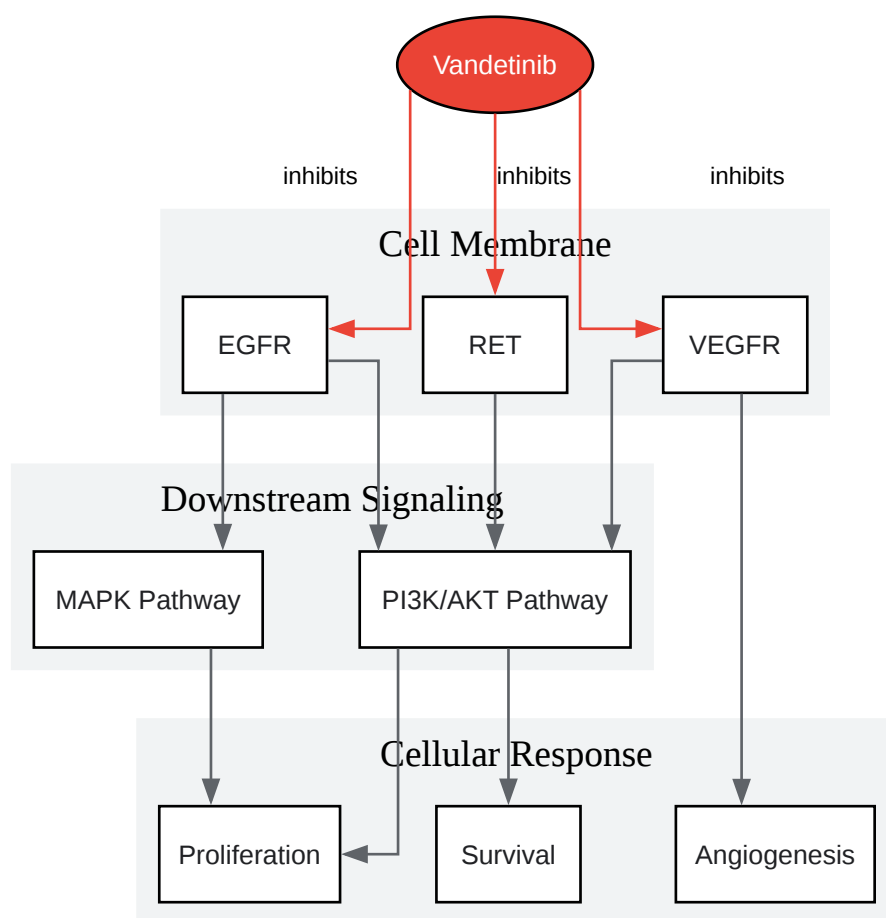 Vandetinib
inhibits inhibits inhibits
Cell Membrane
EGFR RET VEGFR
Downstream Signaling
MAPK Pathway PI3K/AKT Pathway
Cellular Response
Proliferation Survival Angiogenesis